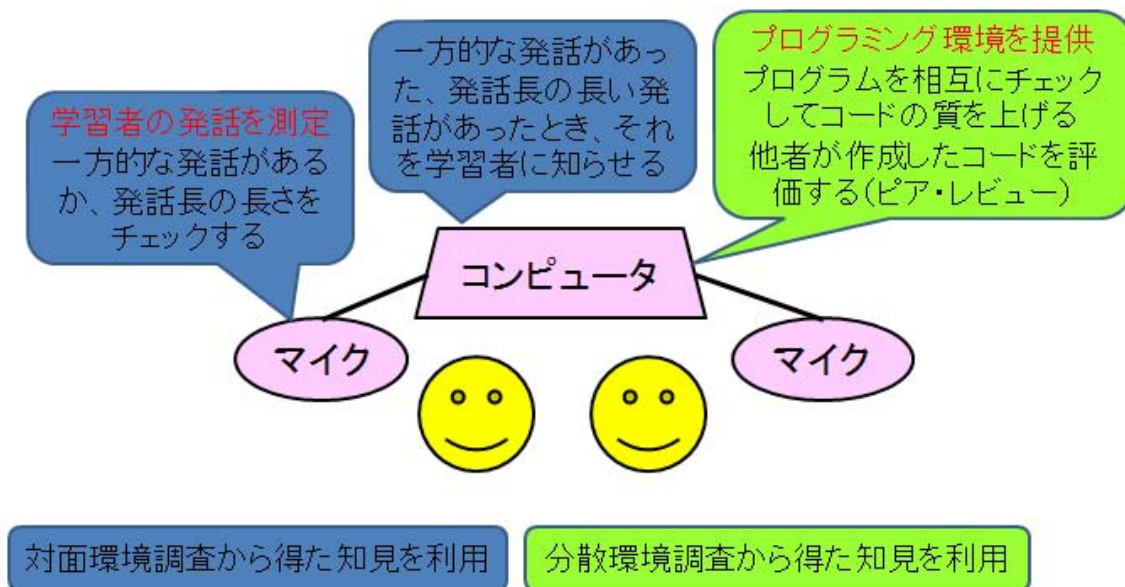 学習者の発話を測定
一方的な発話がある
か、発話長の長さを
チェックする
一方的な発話があっ
た、発話長の長い発
話があったとき、それ
を学習者に知らせる
プログラミング環境を提供
プログラムを相互にチェック
してコードの質を上げる
他者が作成したコードを評
価する(ピア・レビュー)
コンピュータ
マイク
マイク
対面環境調査から得た知見を利用
分散環境調査から得た知見を利用